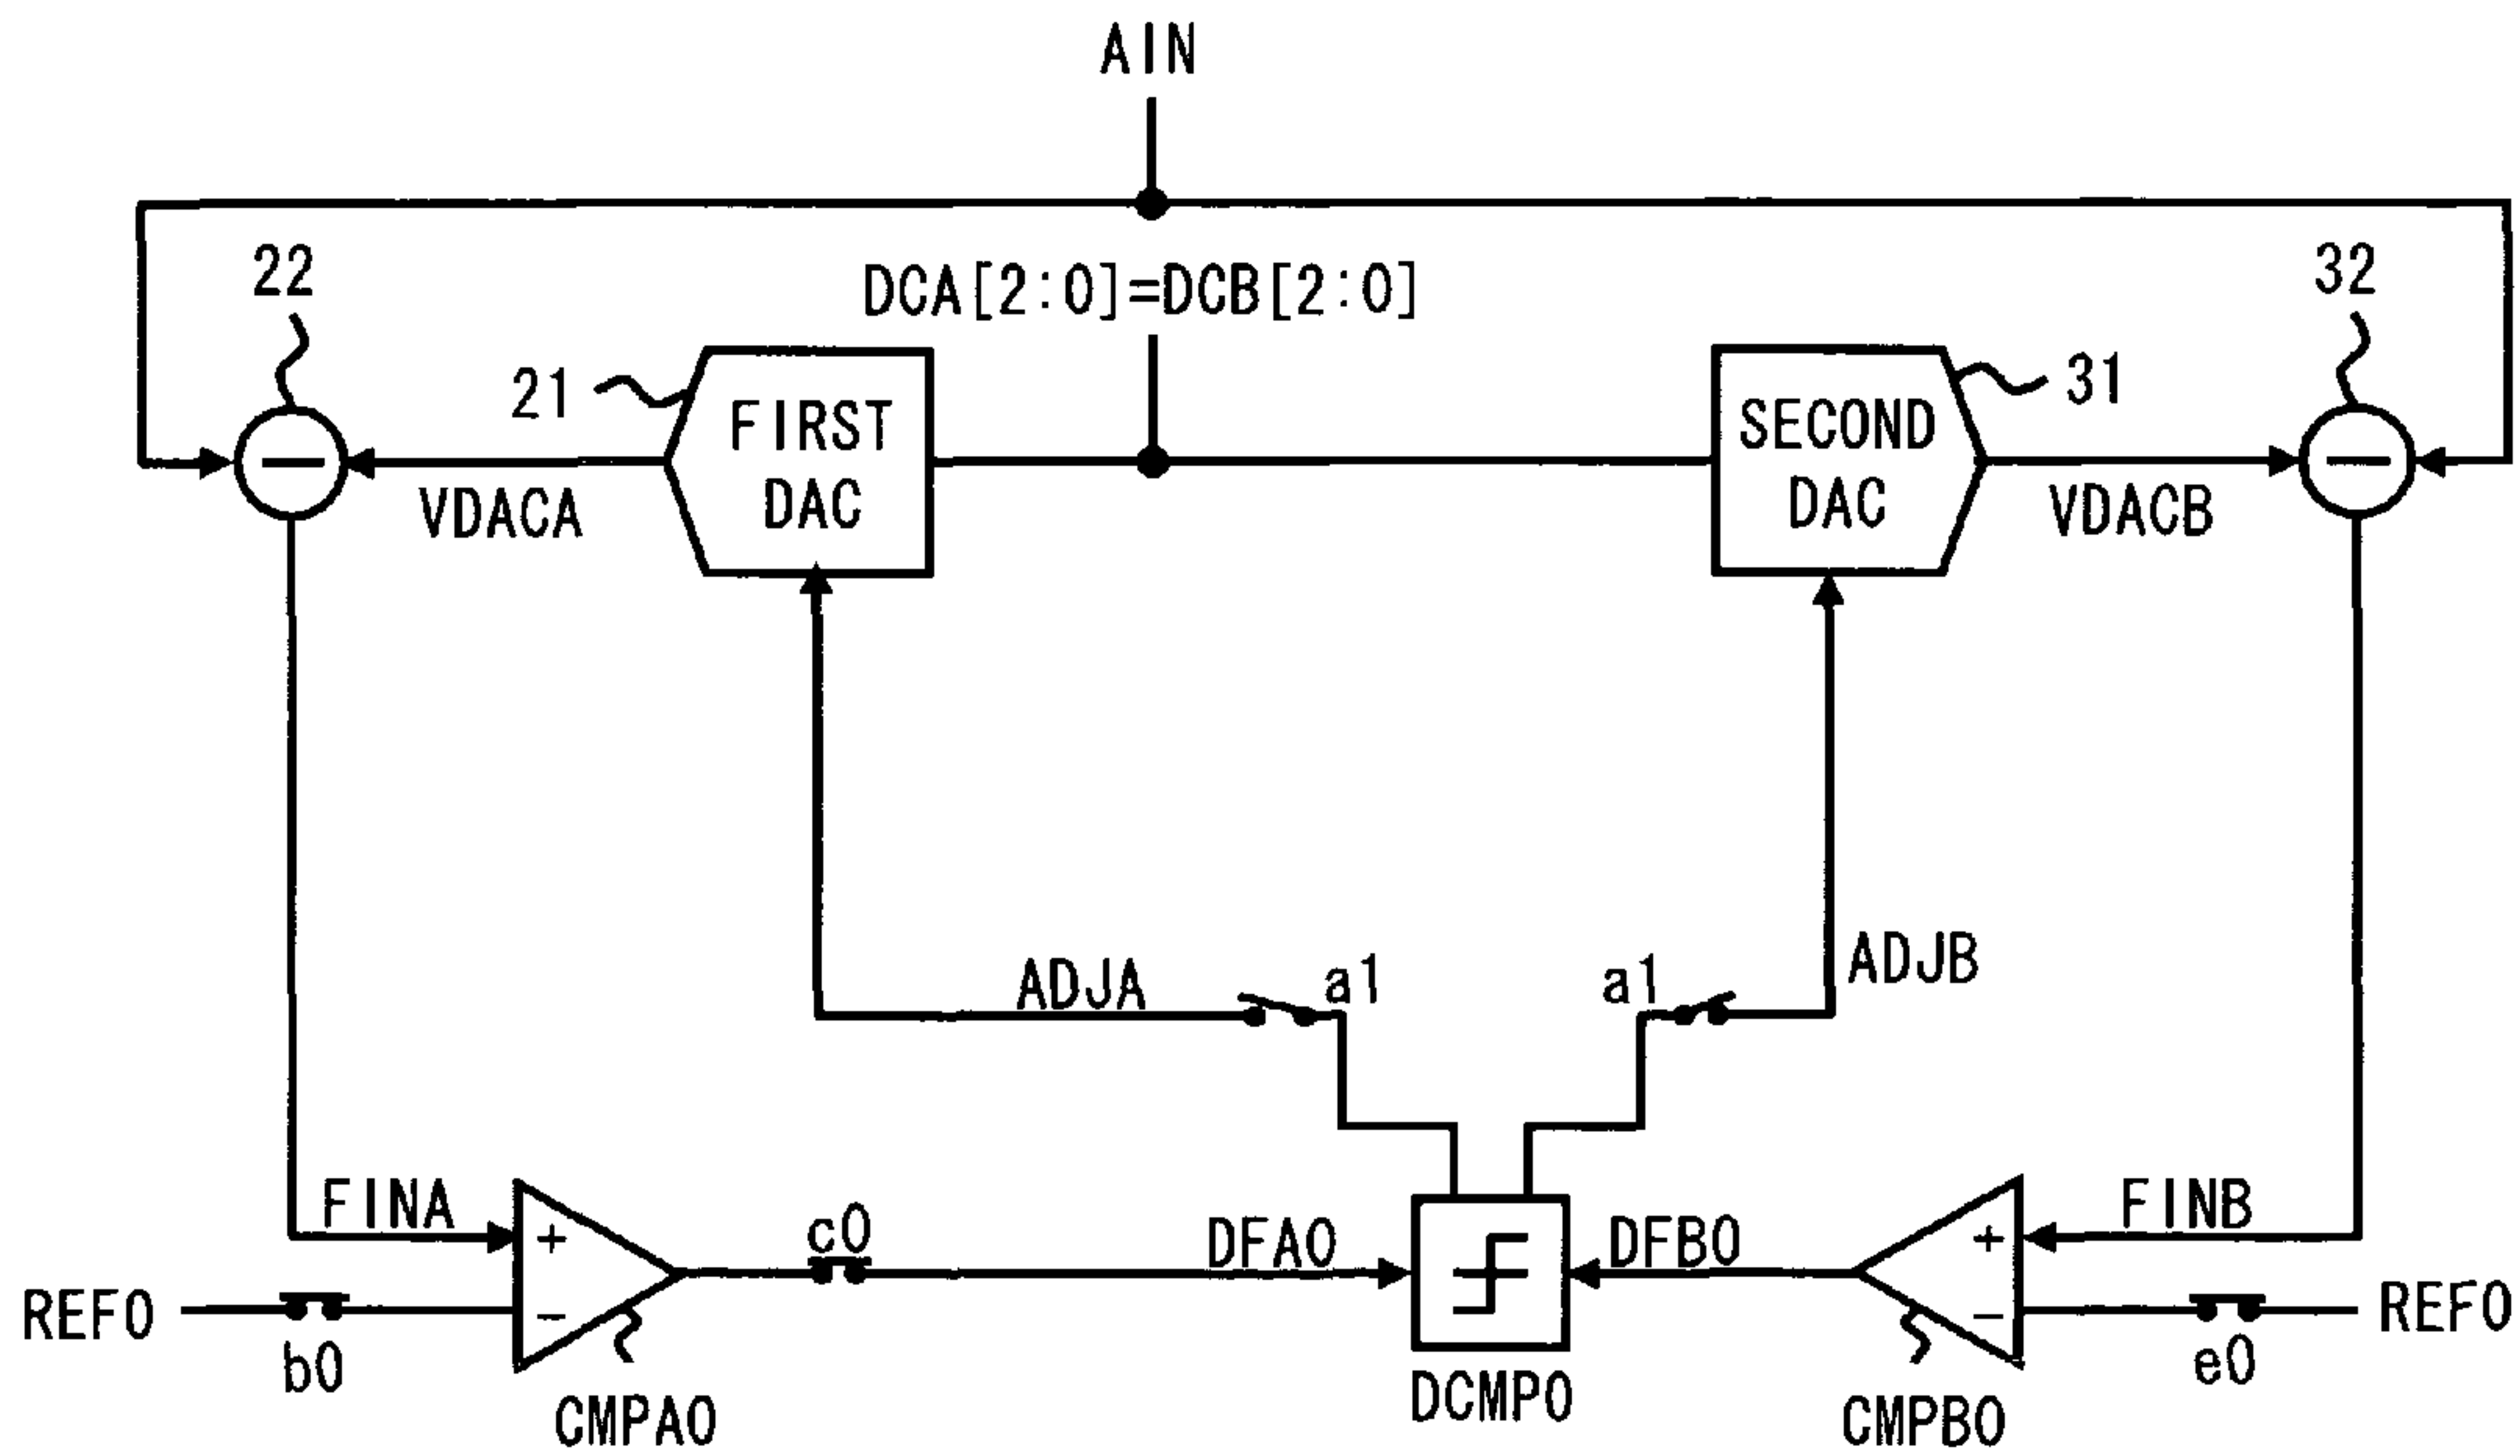 AIN
22
DCA[2:0]=DCB[2:0]
32
21
FIRST
DAC
SECOND
DAC
31
VDACA
VDACB
ADJA
a1
a1
ADJB
FINA
c0
DFA0
DFB0
FINB
REF0
b0
CMPA0
DCMP0
CMPB0
e0
REF0
+
−
+
−